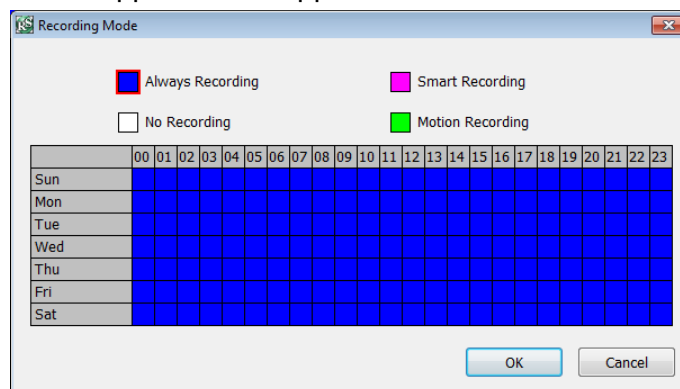 Recording Mode
Always Recording
Smart Recording
No Recording
Motion Recording
00 01 02 03 04 05 06 07 08 09 10 11 12 13 14 15 16 17 18 19 20 21 22 23
Sun
Mon
Tue
Wed
Thu
Fri
Sat
OK Cancel